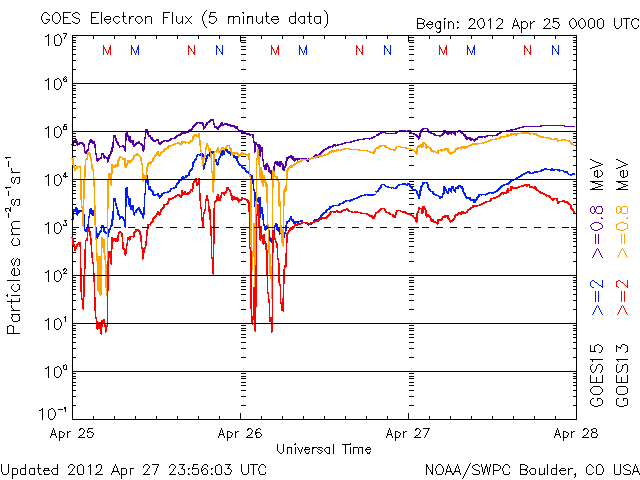 GOES Electron Flux (5 minute data)
Begin: 2012 Apr 25 0000 UTC
M M N N M M N N M M N N
10⁷
10⁶
10⁵
10⁴
10³
10²
10¹
10⁰
10⁻¹
Particles cm⁻²s⁻¹sr⁻¹
Apr 25 Apr 26 Apr 27 Apr 28
Universal Time
GOES15 >=2 >=0.8 MeV
GOES13 >=2 >=0.8 MeV
Updated 2012 Apr 27 23:56:03 UTC
NOAA/SWPC Boulder, CO USA